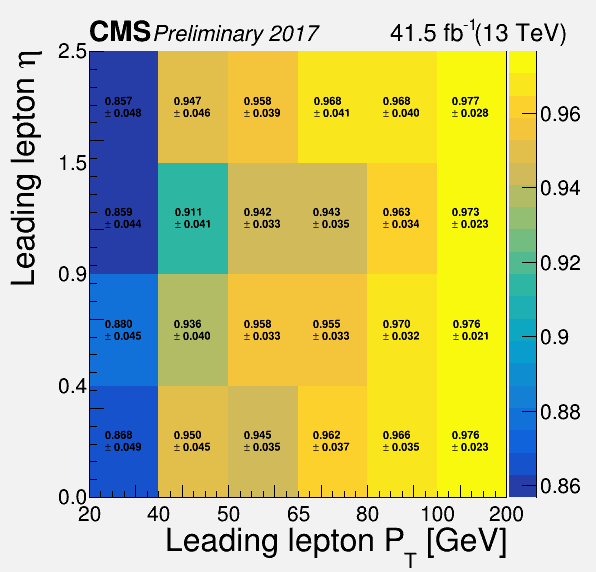 CMS Preliminary 2017 41.5 fb-1(13 TeV)
Leading lepton η
2.5
0.857 0.947 0.958 0.968 0.968 0.977
± 0.048 ± 0.046 ± 0.039 ± 0.041 ± 0.040 ± 0.028
1.5
0.859 0.911 0.942 0.943 0.963 0.973
± 0.044 ± 0.041 ± 0.033 ± 0.035 ± 0.034 ± 0.023
0.9
0.880 0.936 0.958 0.955 0.970 0.976
± 0.045 ± 0.040 ± 0.033 ± 0.033 ± 0.032 ± 0.021
0.4
0.868 0.950 0.945 0.962 0.966 0.976
± 0.049 ± 0.045 ± 0.035 ± 0.037 ± 0.035 ± 0.023
0.0
20 40 50 65 80 100 200
Leading lepton PT [GeV]
0.96
0.94
0.92
0.9
0.88
0.86